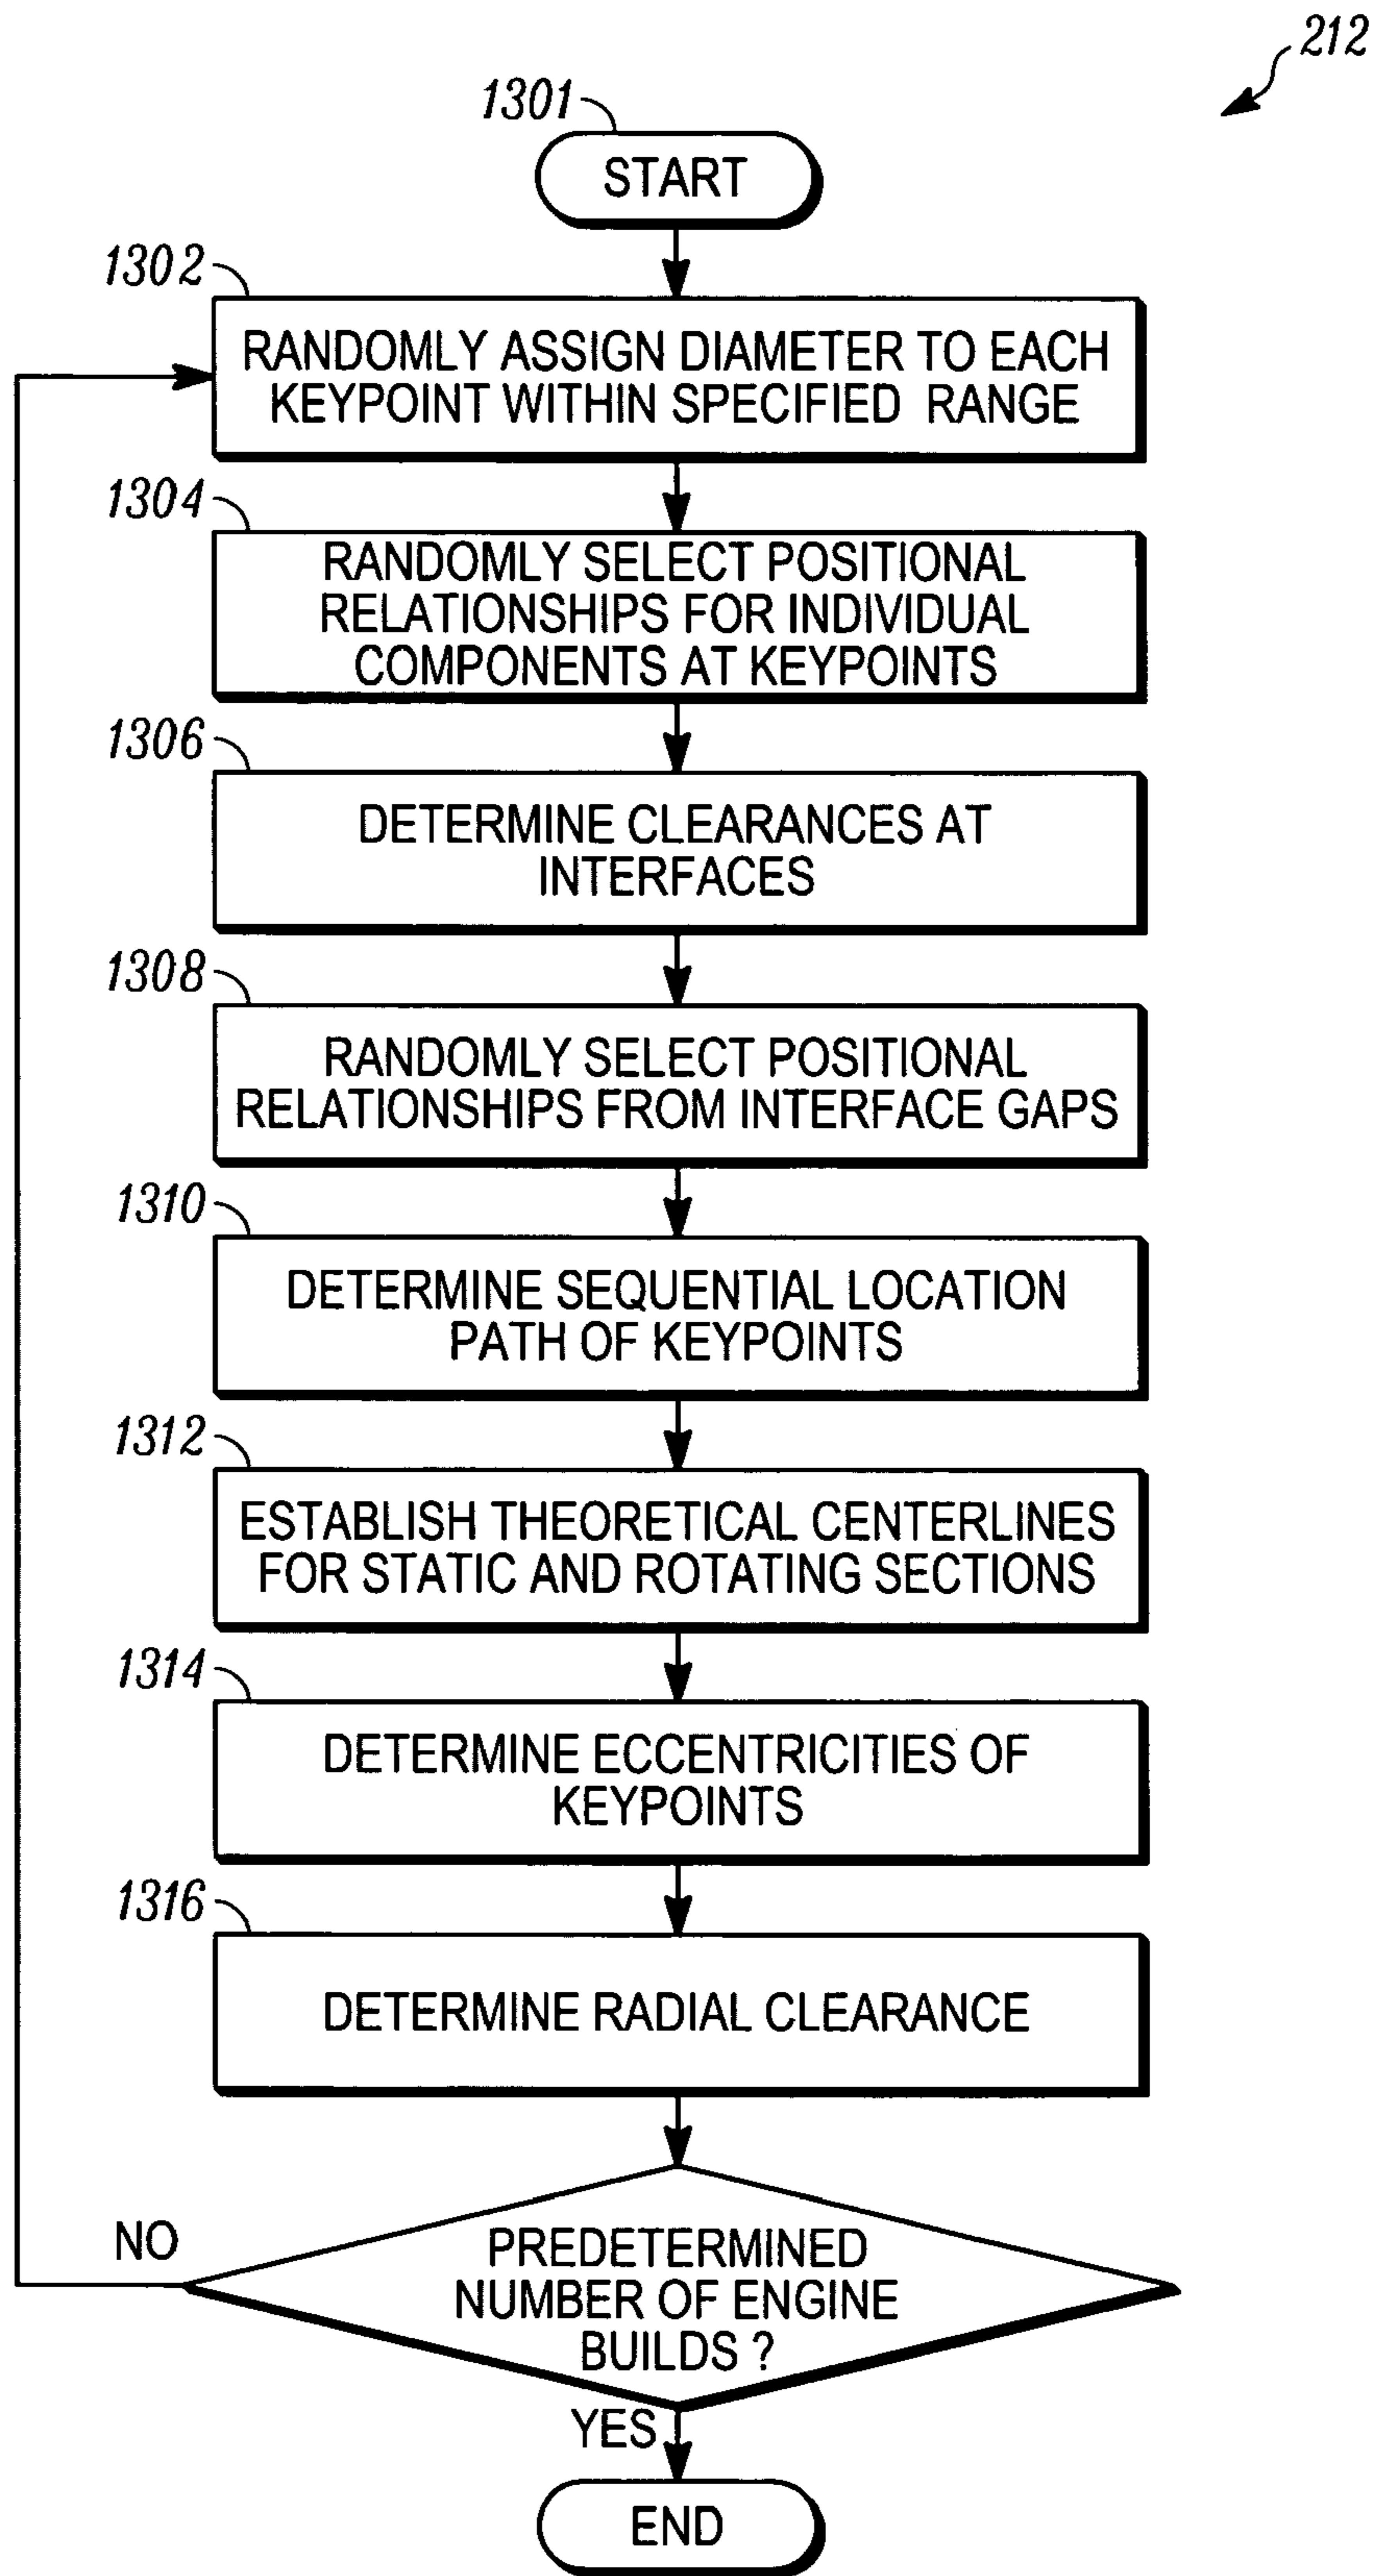 212
1301
START
1302
RANDOMLY ASSIGN DIAMETER TO EACH
KEYPOINT WITHIN SPECIFIED RANGE
1304
RANDOMLY SELECT POSITIONAL
RELATIONSHIPS FOR INDIVIDUAL
COMPONENTS AT KEYPOINTS
1306
DETERMINE CLEARANCES AT
INTERFACES
1308
RANDOMLY SELECT POSITIONAL
RELATIONSHIPS FROM INTERFACE GAPS
1310
DETERMINE SEQUENTIAL LOCATION
PATH OF KEYPOINTS
1312
ESTABLISH THEORETICAL CENTERLINES
FOR STATIC AND ROTATING SECTIONS
1314
DETERMINE ECCENTRICITIES OF
KEYPOINTS
1316
DETERMINE RADIAL CLEARANCE
NO
PREDETERMINED
NUMBER OF ENGINE
BUILDS ?
YES
END